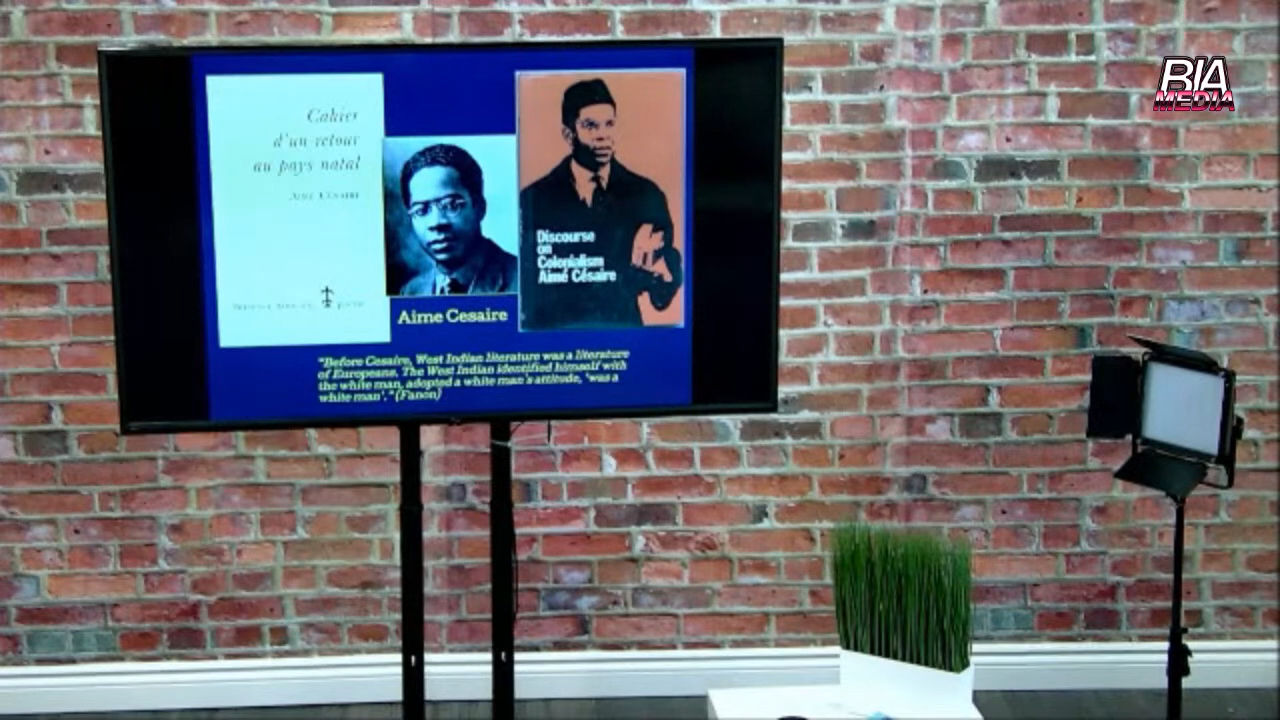 BIA
MEDIA
Cahier
d'un retour
au pays natal
Aimé Césaire
Discourse
on
Colonialism
Aimé Césaire
Aime Cesaire
"Before Cesaire, West Indian literature was a literature
of Europeans. The West Indian identified himself with
the white man, adopted a white man's attitude, 'was a
white man'." (Fanon)